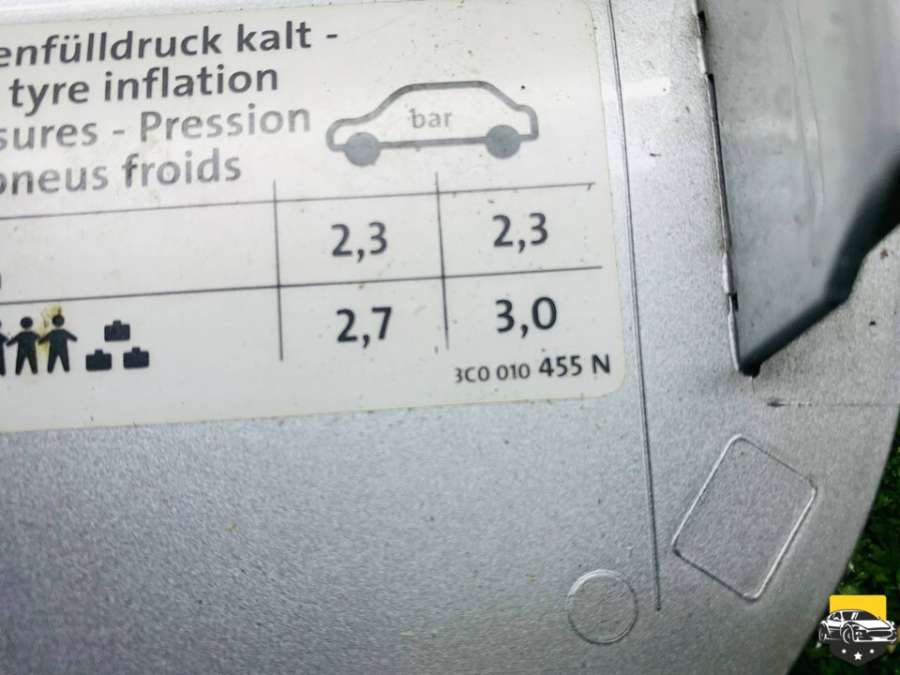 enfülldruck kalt -
tyre inflation
sures - Pression
pneus froids
bar
2,3 2,3
2,7 3,0
3C0 010 455 N